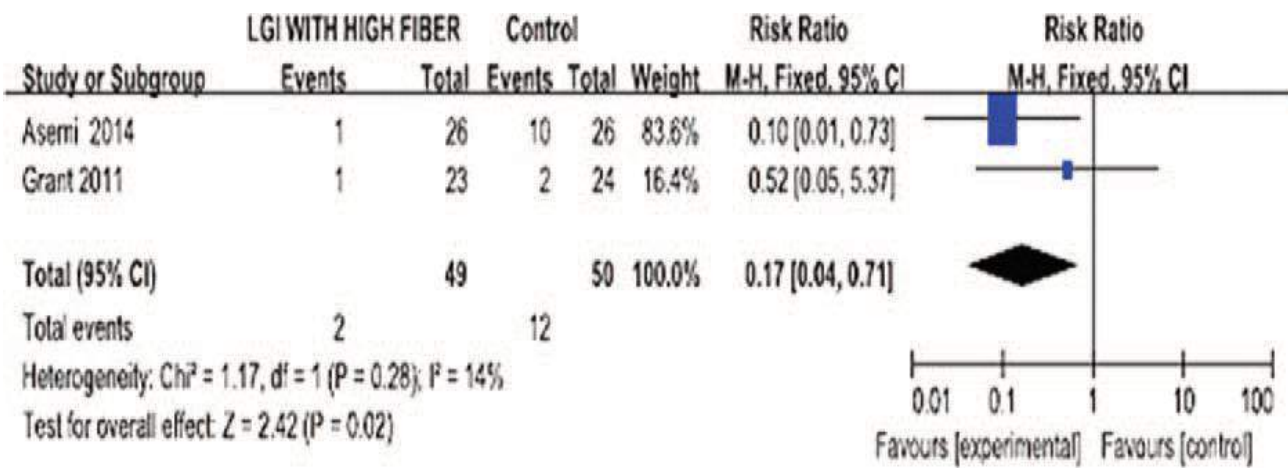 LGI WITH HIGH FIBER Control Risk Ratio Risk Ratio
Study or Subgroup Events Total Events Total Weight M-H, Fixed, 95% CI M-H, Fixed, 95% CI
Asemi 2014 1 26 10 26 83.6% 0.10 [0.01, 0.73]
Grant 2011 1 23 2 24 16.4% 0.52 [0.05, 5.37]
Total (95% CI) 49 50 100.0% 0.17 [0.04, 0.71]
Total events 2 12
Heterogeneity: Chi² = 1.17, df = 1 (P = 0.28); I² = 14%
Test for overall effect: Z = 2.42 (P = 0.02)
0.01 0.1 1 10 100
Favours [experimental] Favours [control]